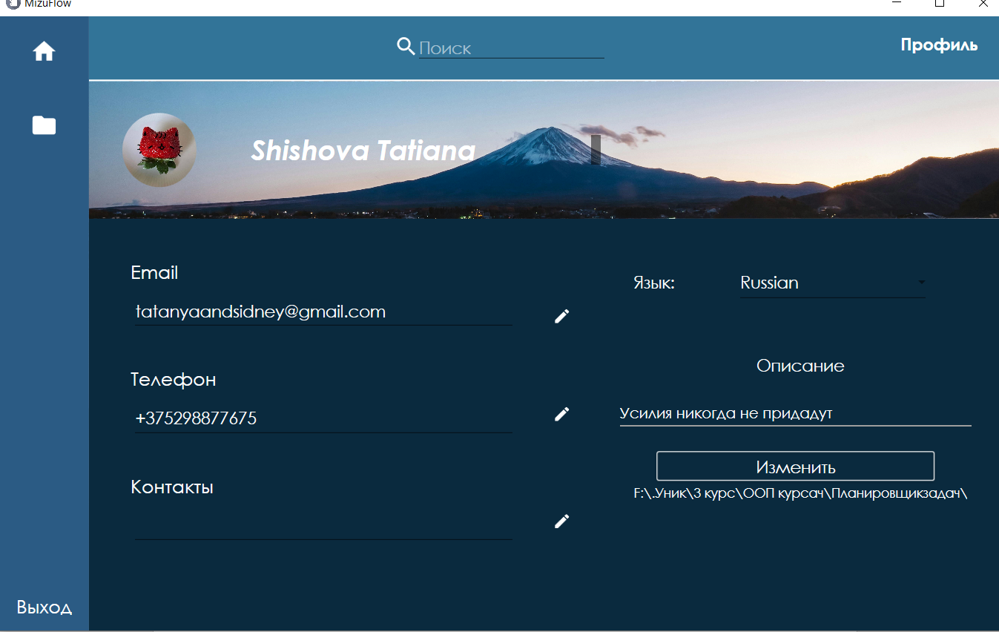 MizuFlow
Поиск
Профиль
Shishova Tatiana
Email
tatanyaandsidney@gmail.com
Язык:
Russian
Телефон
+375298877675
Описание
Усилия никогда не придадут
Изменить
F:\.Уник\3 курс\ООП курсач\Планировщикзадач\
Контакты
Выход